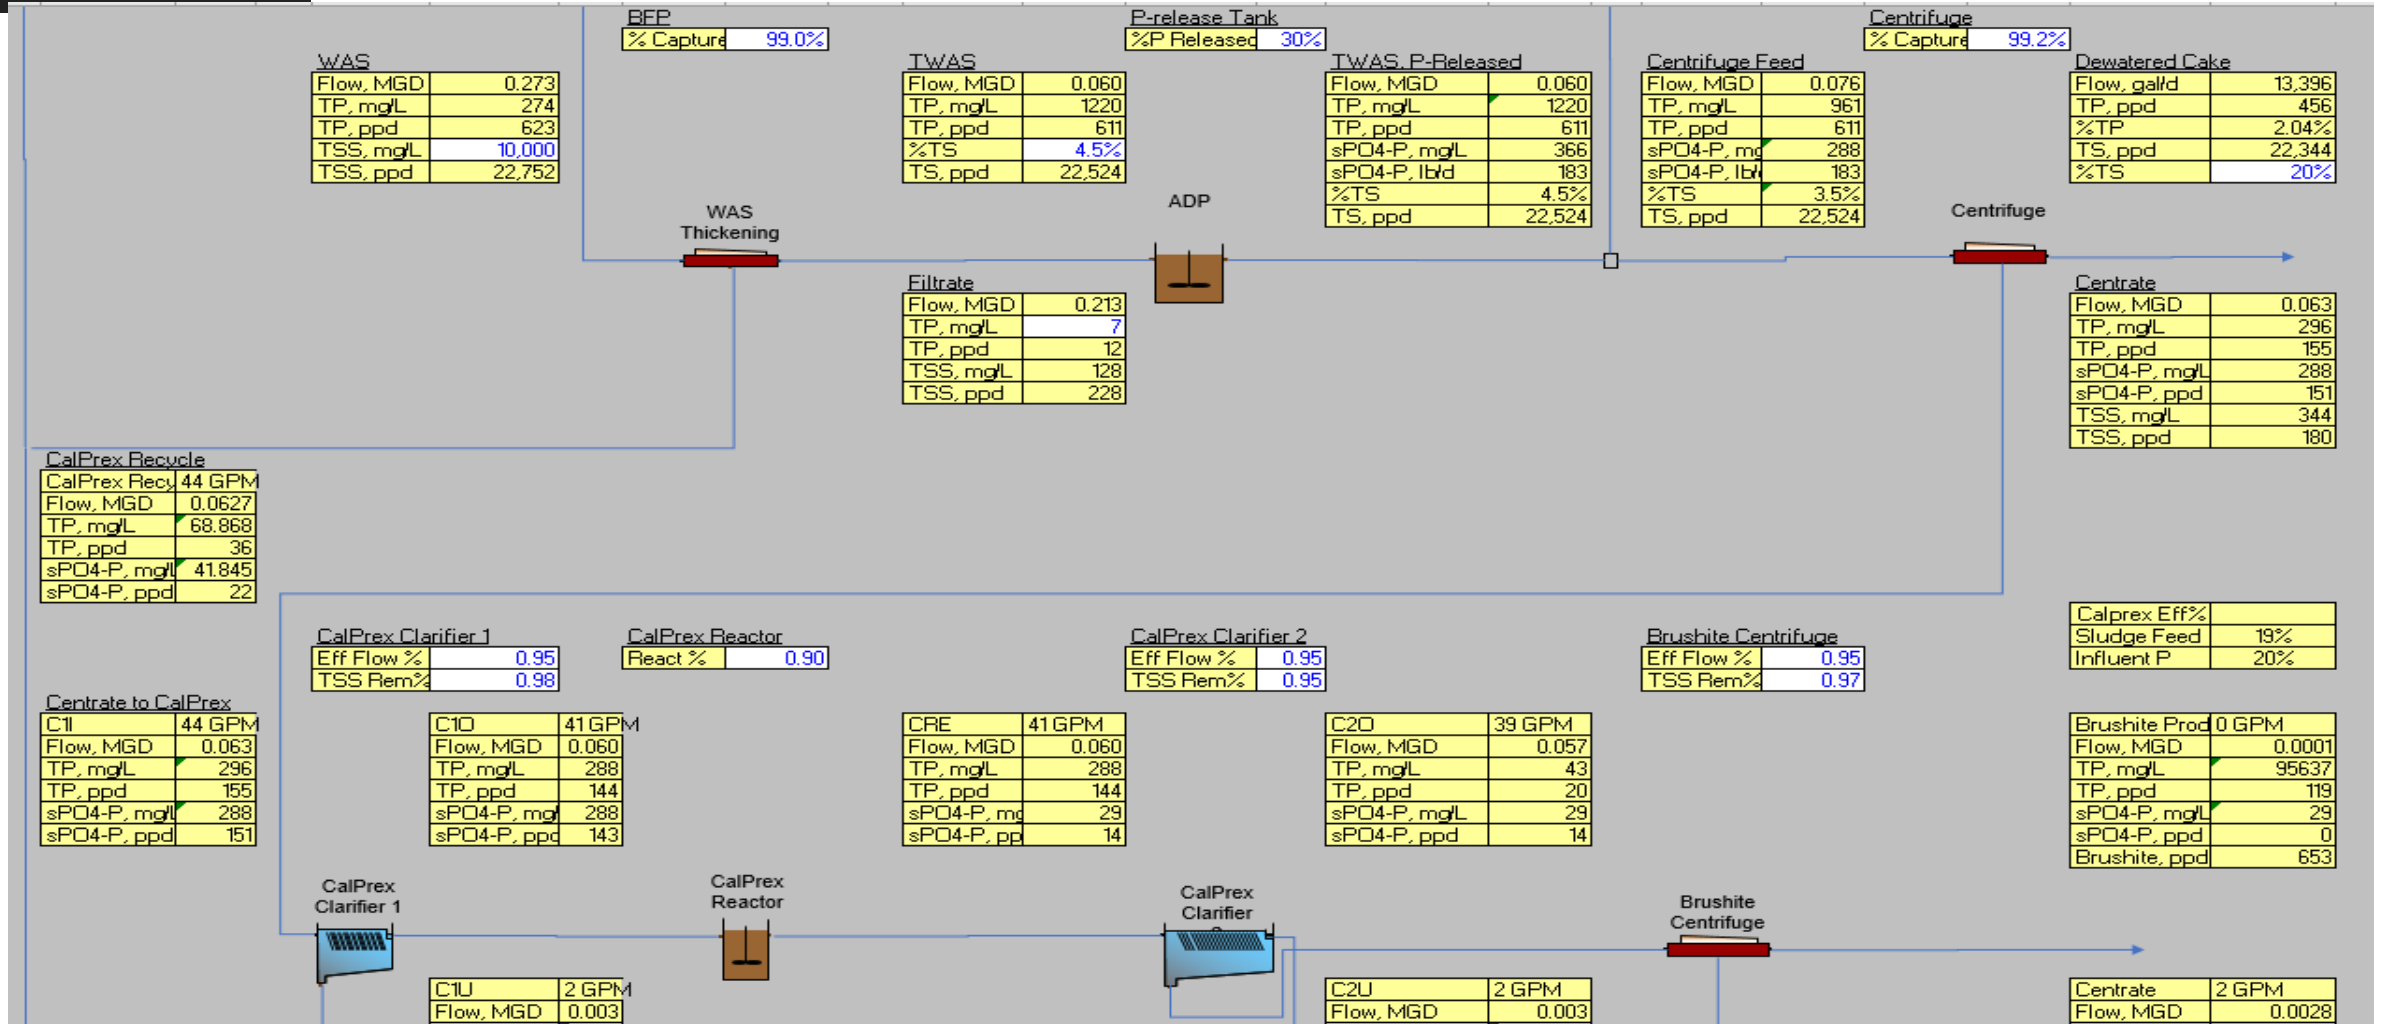 BFP
% Capture 99.0%
P-release Tank
%P Released 30%
Centrifuge
% Capture 99.2%
WAS
Flow, MGD 0.273
TP, mg/L 274
TP, ppd 623
TSS, mg/L 10,000
TSS, ppd 22,752
TWAS
Flow, MGD 0.060
TP, mg/L 1220
TP, ppd 611
%TS 4.5%
TS, ppd 22,524
TWAS, P-Released
Flow, MGD 0.060
TP, mg/L 1220
TP, ppd 611
sPO4-P, mg/L 366
sPO4-P, lb/d 183
%TS 4.5%
TS, ppd 22,524
Centrifuge Feed
Flow, MGD 0.076
TP, mg/L 961
TP, ppd 611
sPO4-P, mg 288
sPO4-P, lb/ 183
%TS 3.5%
TS, ppd 22,524
Dewatered Cake
Flow, gal/d 13,396
TP, ppd 456
%TP 2.04%
TS, ppd 22,344
%TS 20%
WAS
Thickening
ADP
Centrifuge
Filtrate
Flow, MGD 0.213
TP, mg/L 7
TP, ppd 12
TSS, mg/L 128
TSS, ppd 228
Centrate
Flow, MGD 0.063
TP, mg/L 296
TP, ppd 155
sPO4-P, mg/L 288
sPO4-P, ppd 151
TSS, mg/L 344
TSS, ppd 180
CalPrex Recycle
CalPrex Recy 44 GPM
Flow, MGD 0.0627
TP, mg/L 68.868
TP, ppd 36
sPO4-P, mg/l 41.845
sPO4-P, ppd 22
CalPrex Clarifier 1
Eff Flow % 0.95
TSS Rem% 0.98
CalPrex Reactor
React % 0.90
CalPrex Clarifier 2
Eff Flow % 0.95
TSS Rem% 0.95
Brushite Centrifuge
Eff Flow % 0.95
TSS Rem% 0.97
Calprex Eff%
Sludge Feed 19%
Influent P 20%
Centrate to CalPrex
C1I 44 GPM
Flow, MGD 0.063
TP, mg/L 296
TP, ppd 155
sPO4-P, mg/l 288
sPO4-P, ppd 151
C1O 41 GPM
Flow, MGD 0.060
TP, mg/L 288
TP, ppd 144
sPO4-P, mg/ 288
sPO4-P, ppd 143
CRE 41 GPM
Flow, MGD 0.060
TP, mg/L 288
TP, ppd 144
sPO4-P, mg 29
sPO4-P, pp 14
C2O 39 GPM
Flow, MGD 0.057
TP, mg/L 43
TP, ppd 20
sPO4-P, mg/L 29
sPO4-P, ppd 14
Brushite Prod 0 GPM
Flow, MGD 0.0001
TP, mg/L 95637
TP, ppd 119
sPO4-P, mg/L 29
sPO4-P, ppd 0
Brushite, ppd 653
CalPrex
Clarifier 1
CalPrex
Reactor
CalPrex
Clarifier
Brushite
Centrifuge
C1U 2 GPM
Flow, MGD 0.003
C2U 2 GPM
Flow, MGD 0.003
Centrate 2 GPM
Flow, MGD 0.0028